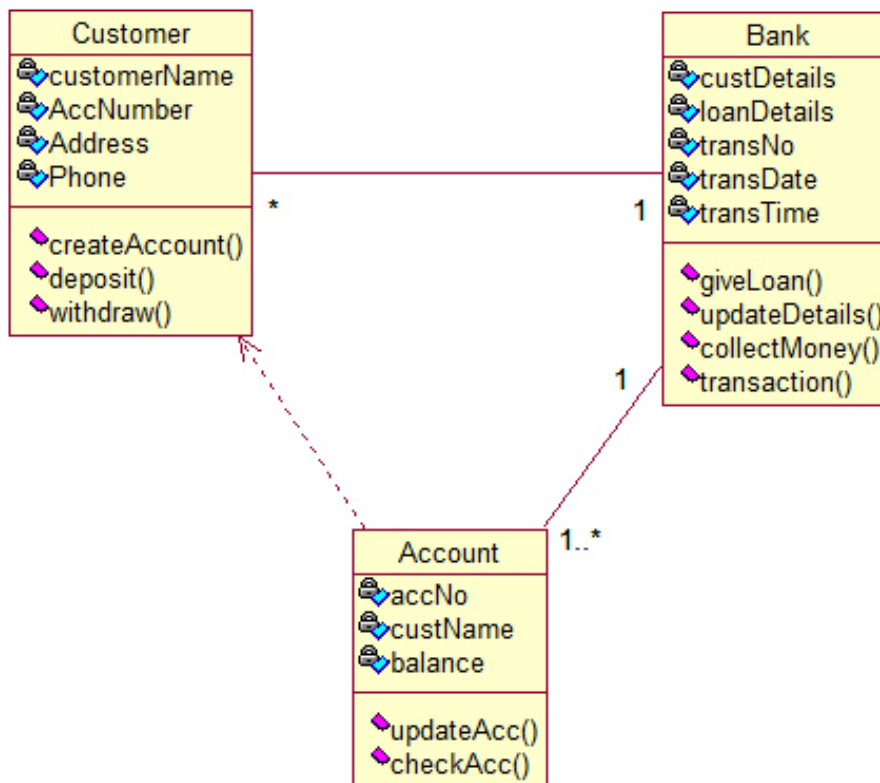 Customer
customerName
AccNumber
Address
Phone
createAccount()
deposit()
withdraw()
*
1
Bank
custDetails
loanDetails
transNo
transDate
transTime
giveLoan()
updateDetails()
collectMoney()
transaction()
1
1..*
Account
accNo
custName
balance
updateAcc()
checkAcc()